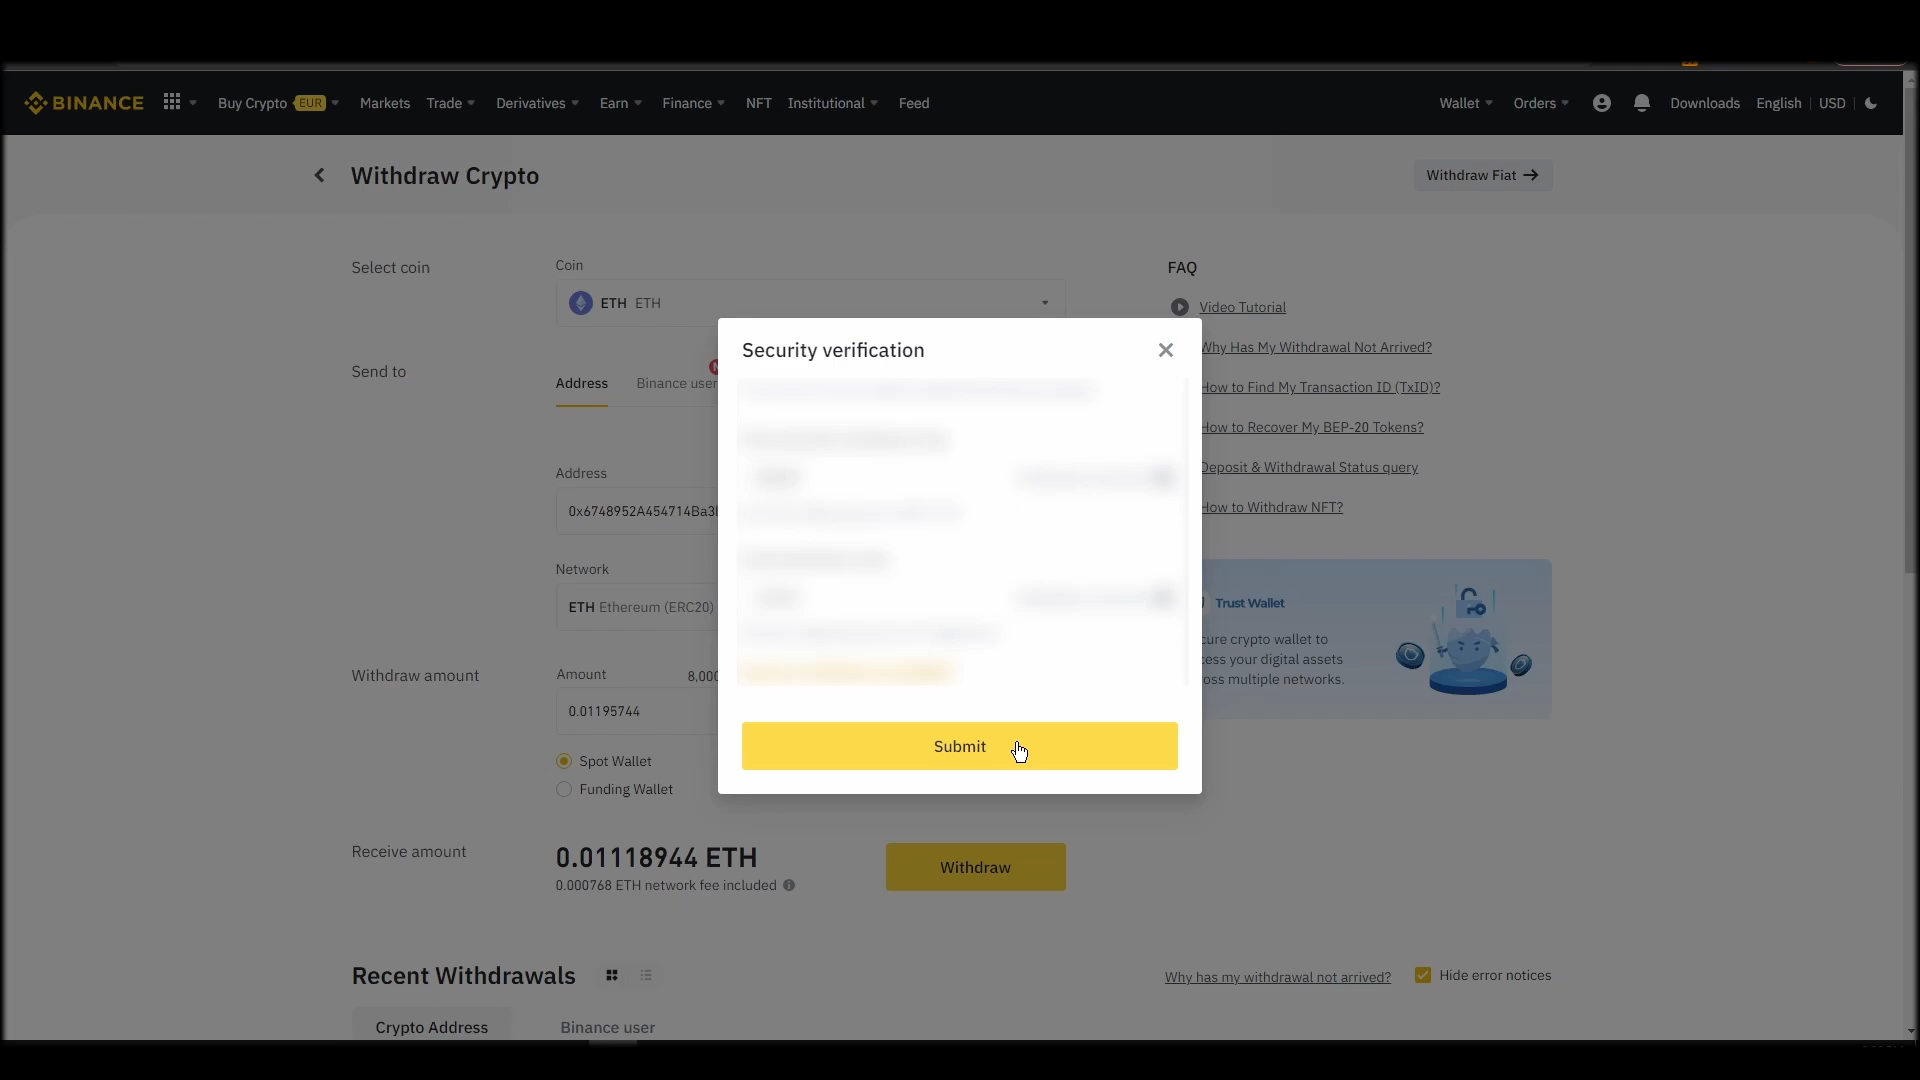 BINANCE
Buy Crypto EUR Markets Trade Derivatives Earn Finance NFT Institutional Feed
Wallet Orders Downloads English USD
Withdraw Crypto
Withdraw Fiat
Select coin
Coin
ETH ETH
FAQ
Video Tutorial
Why Has My Withdrawal Not Arrived?
How to Find My Transaction ID (TxID)?
How to Recover My BEP-20 Tokens?
Deposit & Withdrawal Status query
How to Withdraw NFT?
Security verification
Send to
Address Binance user
Address
0x6748952A454714Ba3
Network
ETH Ethereum (ERC20)
Trust Wallet
crypto wallet to
your digital assets
multiple networks.
Withdraw amount
Amount 8,000
0.01195744
Submit
Spot Wallet
Funding Wallet
Receive amount
0.01118944 ETH
0.000768 ETH network fee included
Withdraw
Recent Withdrawals
Why has my withdrawal not arrived?
Hide error notices
Crypto Address Binance user